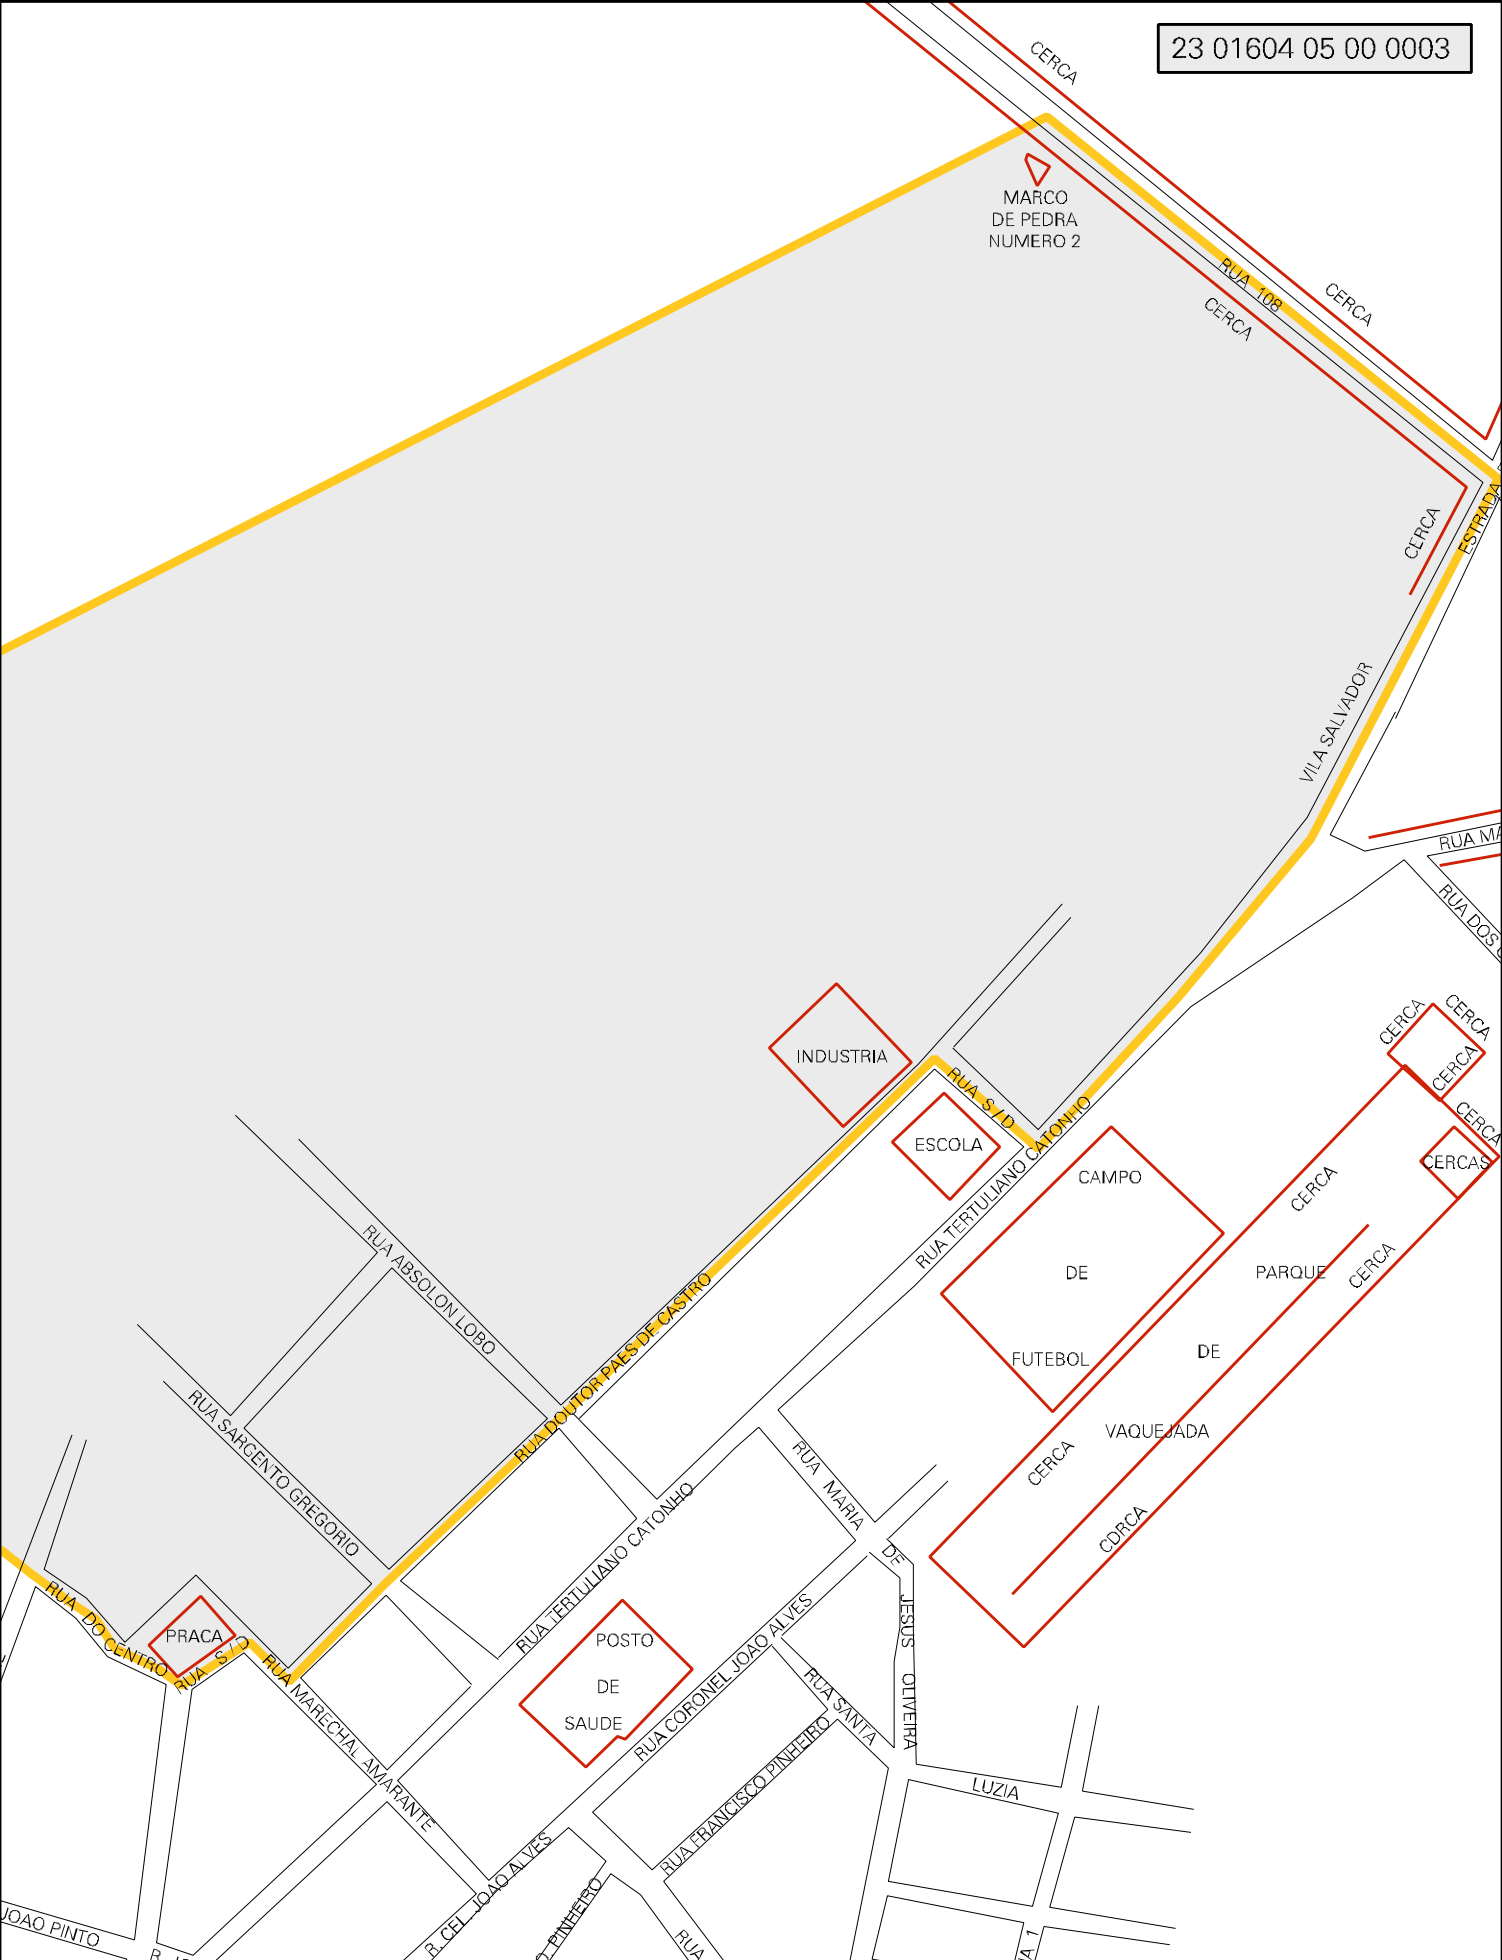 23 01604 05 00 0003
CERCA
MARCO
DE PEDRA
NUMERO 2
RUA 108
CERCA
CERCA
CERCA
ESTRADA
VILA SALVADOR
RUA MA
RUA DOS
CERCA
CERCA
CERCA
CERCA
CERCAS
INDUSTRIA
RUA S/D
ESCOLA
RUA TERTULIANO CATONHO
CAMPO
DE
FUTEBOL
CERCA
PARQUE
CERCA
DE
VAQUEJADA
CERCA
CDRCA
RUA ABSOLON LOBO
RUA DOUTOR PAES DE CASTRO
RUA SARGENTO GREGORIO
RUA TERTULIANO CATONHO
RUA MARIA
DE
JESUS OLIVEIRA
RUA DO CENTRO
PRACA
RUA S/D
RUA MARECHAL AMARANTE
POSTO
DE
SAUDE
RUA CORONEL JOAO ALVES
RUA SANTA
LUZIA
RUA FRANCISCO PINHEIRO
R. CEL. JOAO ALVES
O. PINHEIRO
RUA
JOAO PINTO